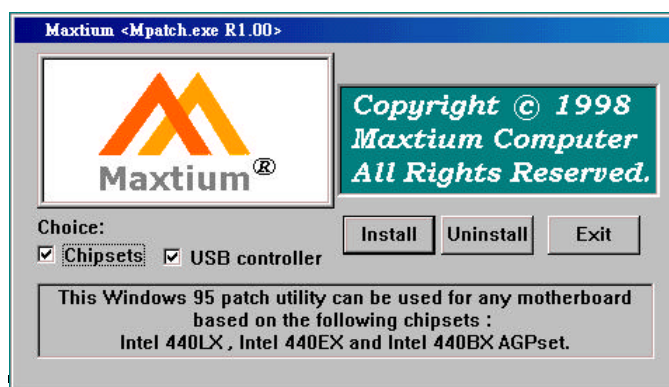 Maxtium <Mpatch.exe R1.00>
Maxtium®
Copyright © 1998
Maxtium Computer
All Rights Reserved.
Choice:
Chipsets
USB controller
Install
Uninstall
Exit
This Windows 95 patch utility can be used for any motherboard
based on the following chipsets :
Intel 440LX , Intel 440EX and Intel 440BX AGPset.